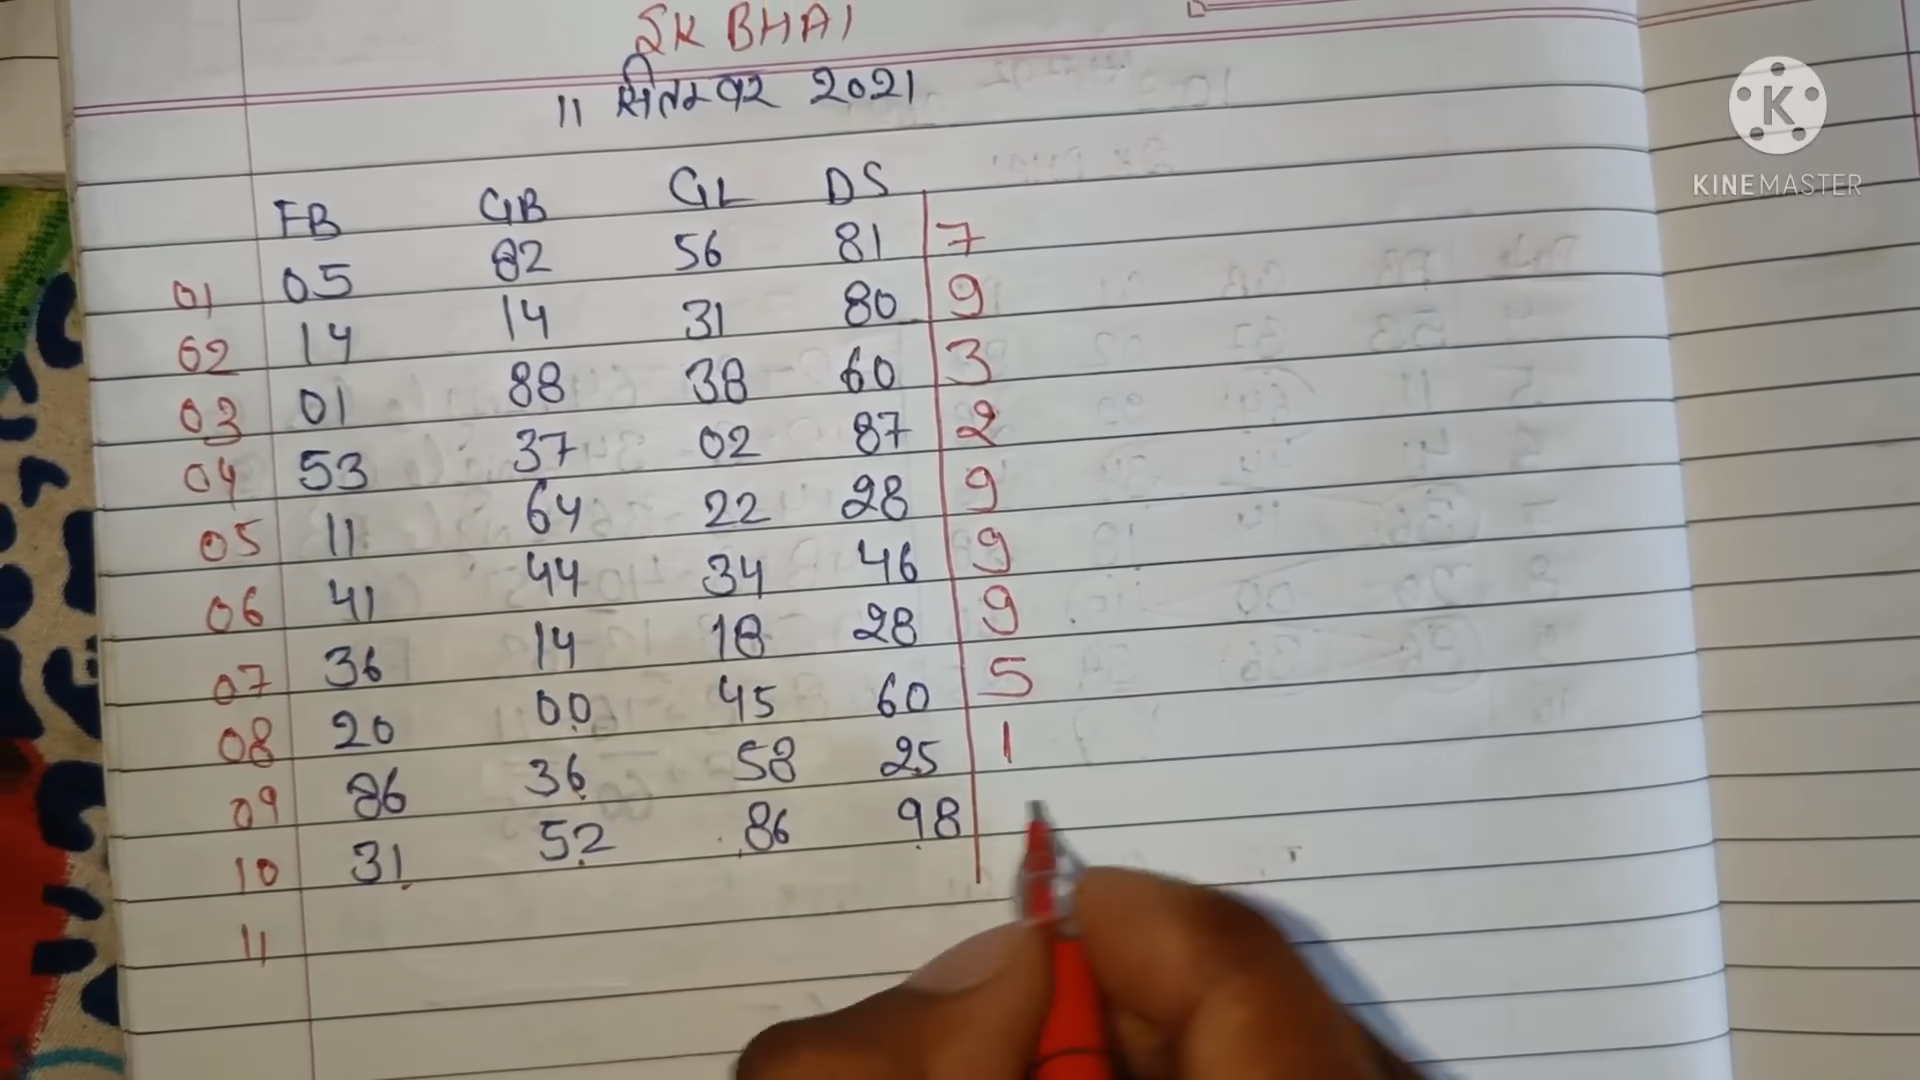 SK BHAI
11 सितम्बर 2021
KINEMASTER
FB GB GL DS
01 05 82 56 81 7
02 14 14 31 80 9
03 01 88 38 60 3
04 53 37 02 87 2
05 11 64 22 28 9
06 41 44 34 46 9
07 36 14 18 28 9
08 20 00 45 60 5
09 86 36 58 25 1
10 31 52 86 98
11